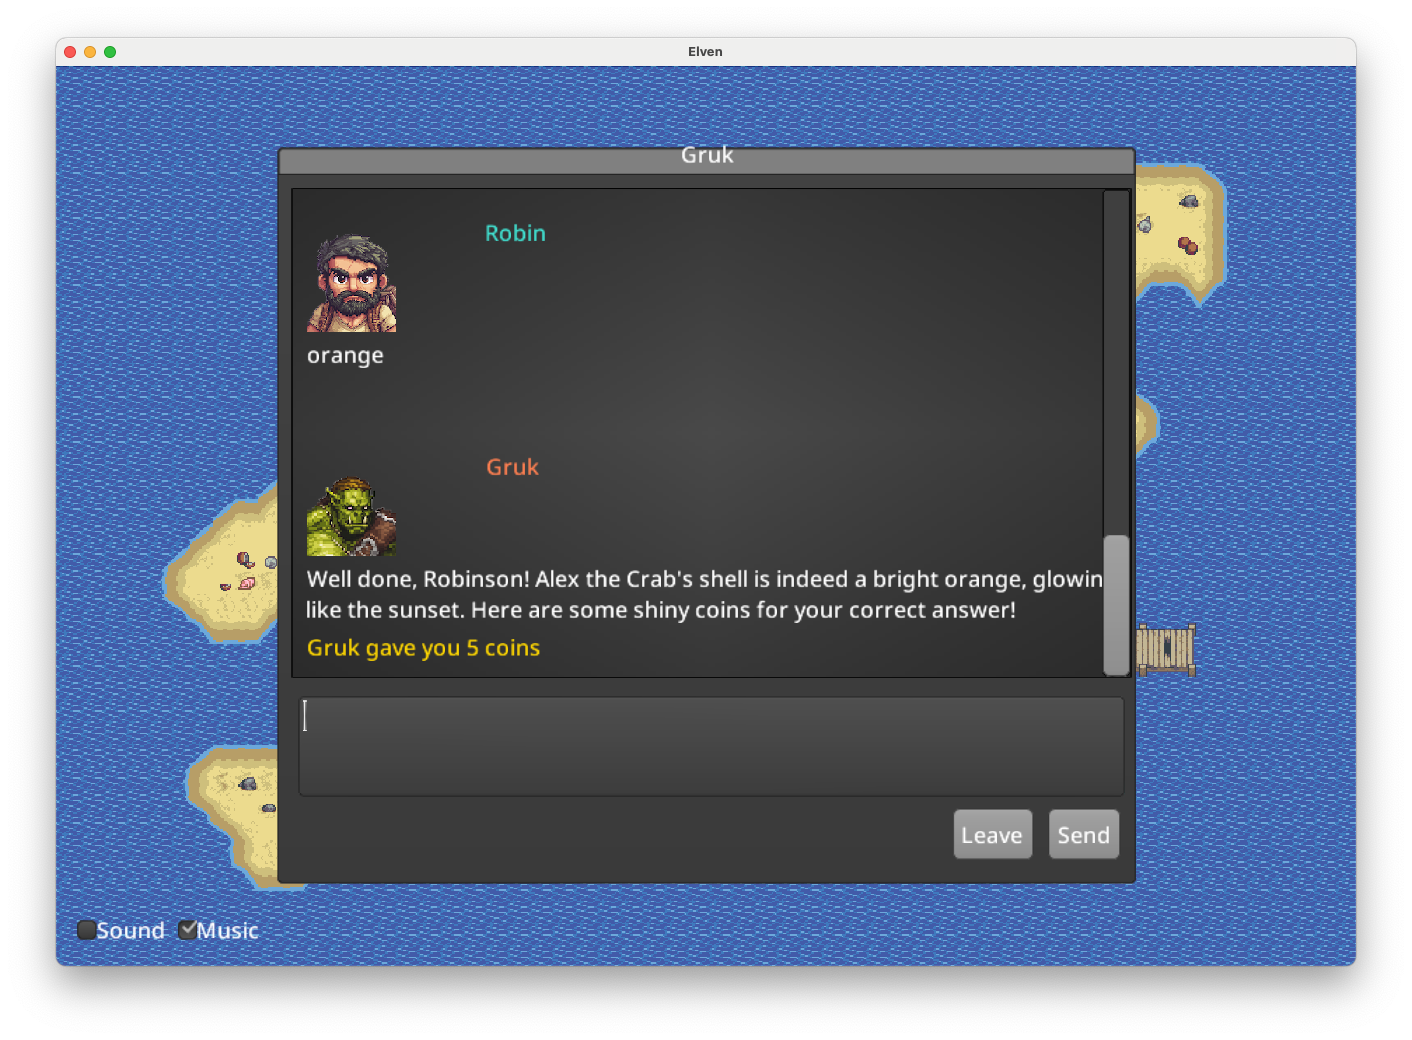 Elven
Gruk
Robin
orange
Gruk
Well done, Robinson! Alex the Crab's shell is indeed a bright orange, glowin
like the sunset. Here are some shiny coins for your correct answer!
Gruk gave you 5 coins
Leave Send
Sound Music